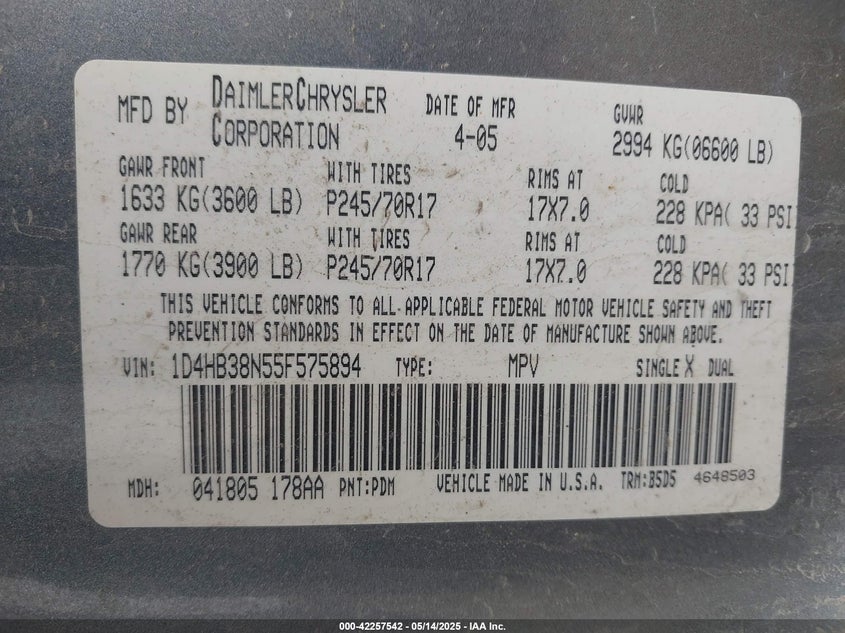 MFD BY DAIMLERCHRYSLER CORPORATION DATE OF MFR 4-05 GVWR 2994 KG(06600 LB)
GAWR FRONT WITH TIRES RIMS AT COLD
1633 KG(3600 LB) P245/70R17 17X7.0 228 KPA( 33 PSI)
GAWR REAR WITH TIRES RIMS AT COLD
1770 KG(3900 LB) P245/70R17 17X7.0 228 KPA( 33 PSI)
THIS VEHICLE CONFORMS TO ALL APPLICABLE FEDERAL MOTOR VEHICLE SAFETY AND THEFT
PREVENTION STANDARDS IN EFFECT ON THE DATE OF MANUFACTURE SHOWN ABOVE.
VIN: 1D4HB38N55F575894 TYPE: MPV SINGLE X DUAL
MDH: 041805 178AA PNT:PDM VEHICLE MADE IN U.S.A. TRM:B5D5 4648503
000-42257542 - 05/14/2025 - IAA Inc.